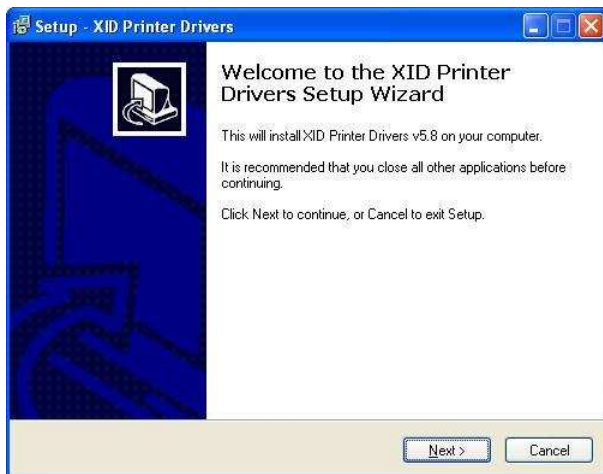 Setup - XID Printer Drivers
Welcome to the XID Printer
Drivers Setup Wizard
This will install XID Printer Drivers v5.8 on your computer.
It is recommended that you close all other applications before
continuing.
Click Next to continue, or Cancel to exit Setup.
Next >
Cancel